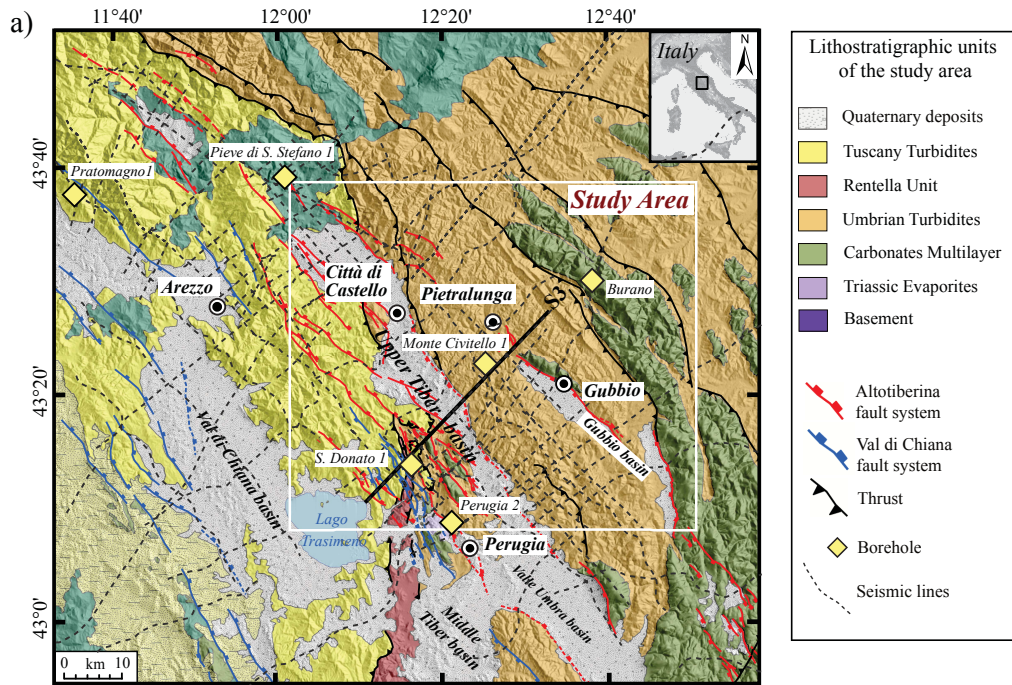 a)
11°40'
12°00'
12°20'
12°40'
43°40'
43°20'
43°0'
Italy
N
Pieve di S. Stefano 1
Pratomagno1
Study Area
Città di
Castello
Pietralunga
Burano
S3
Arezzo
Monte Civitello 1
Upper Tiber basin
Gubbio
Gubbio basin
Val di Chiana basin
S. Donato 1
Lago
Trasimeno
Perugia 2
Perugia
Valle Umbra basin
Middle
Tiber basin
0 km 10
Lithostratigraphic units
of the study area
Quaternary deposits
Tuscany Turbidites
Rentella Unit
Umbrian Turbidites
Carbonates Multilayer
Triassic Evaporites
Basement
Altotiberina
fault system
Val di Chiana
fault system
Thrust
Borehole
Seismic lines